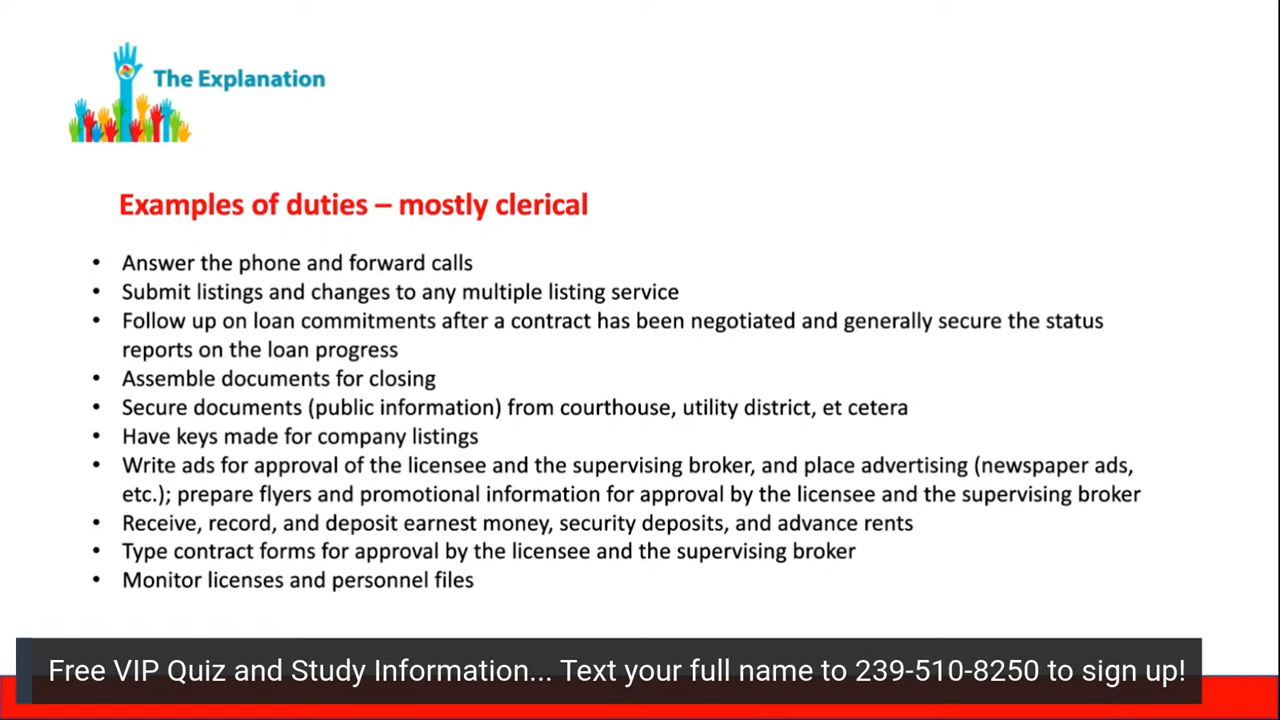 The Explanation
Examples of duties – mostly clerical
• Answer the phone and forward calls
• Submit listings and changes to any multiple listing service
• Follow up on loan commitments after a contract has been negotiated and generally secure the status
reports on the loan progress
• Assemble documents for closing
• Secure documents (public information) from courthouse, utility district, et cetera
• Have keys made for company listings
• Write ads for approval of the licensee and the supervising broker, and place advertising (newspaper ads,
etc.); prepare flyers and promotional information for approval by the licensee and the supervising broker
• Receive, record, and deposit earnest money, security deposits, and advance rents
• Type contract forms for approval by the licensee and the supervising broker
• Monitor licenses and personnel files
Free VIP Quiz and Study Information... Text your full name to 239-510-8250 to sign up!